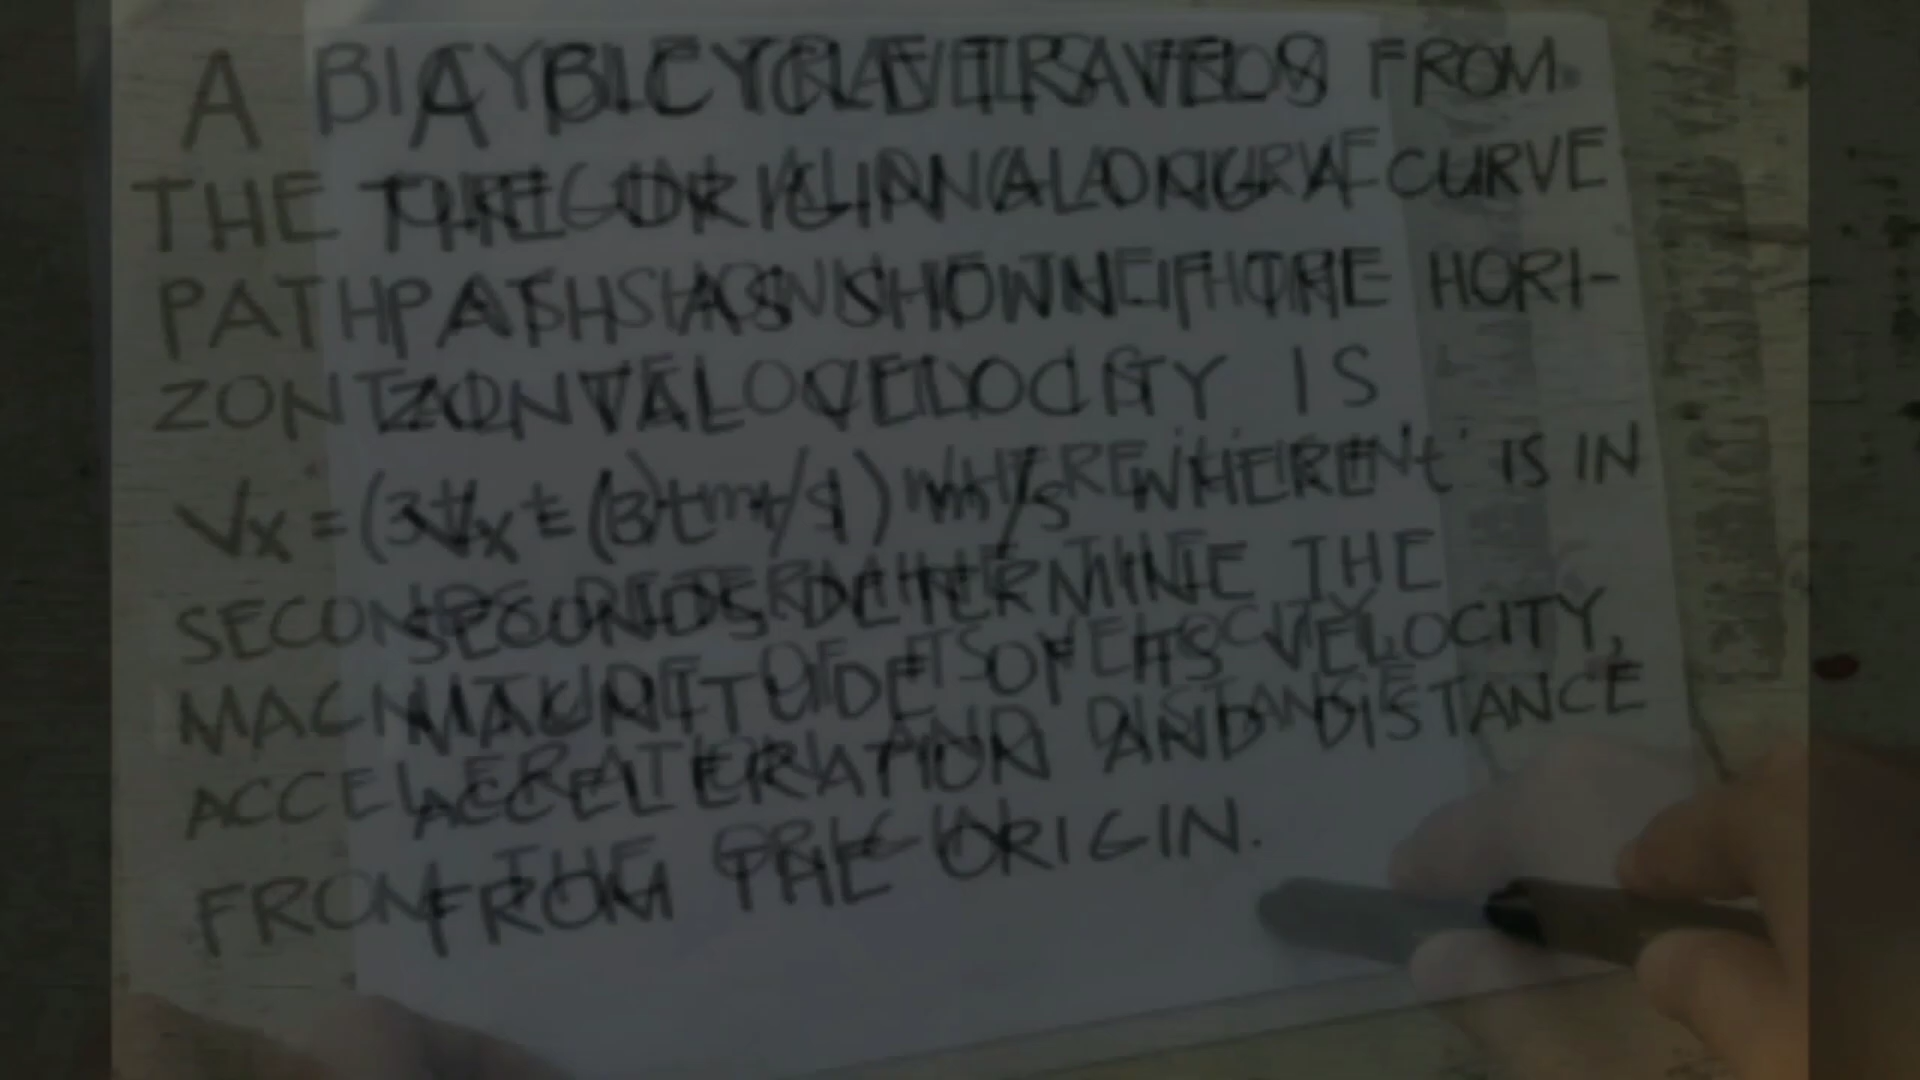 A BICYCLE TRAVELS FROM
THE ORIGIN ALONG A CURVE
PATH AS SHOWN IF THE HORI-
ZONTAL VELOCITY IS
Vx = (3t + 1) m/s WHERE 't' IS IN
SECONDS DETERMINE THE
MAGNITUDE OF ITS VELOCITY,
ACCELERATION AND DISTANCE
FROM THE ORIGIN.